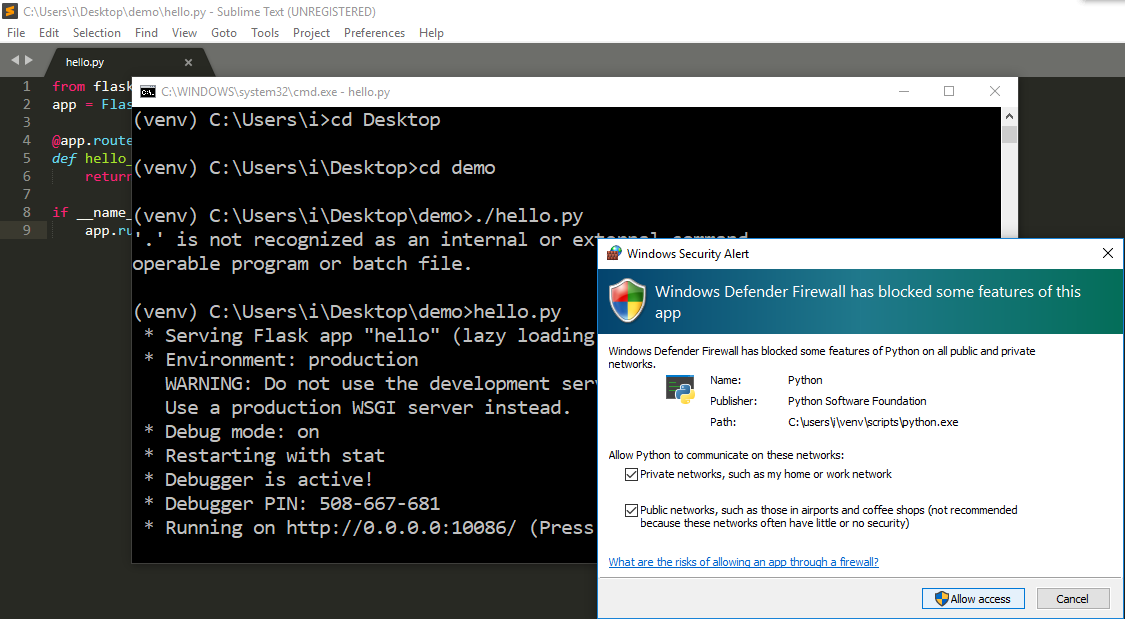 C:\Users\i\Desktop\demo\hello.py - Sublime Text (UNREGISTERED)
File Edit Selection Find View Goto Tools Project Preferences Help
hello.py
1 from flask
2 app = Flas
3
4 @app.route
5 def hello_
6 return
7
8 if __name_
9 app.ru
C:\WINDOWS\system32\cmd.exe - hello.py
(venv) C:\Users\i>cd Desktop
(venv) C:\Users\i\Desktop>cd demo
(venv) C:\Users\i\Desktop\demo>./hello.py
'.' is not recognized as an internal or external command
operable program or batch file.
(venv) C:\Users\i\Desktop\demo>hello.py
* Serving Flask app "hello" (lazy loading
* Environment: production
WARNING: Do not use the development serv
Use a production WSGI server instead.
* Debug mode: on
* Restarting with stat
* Debugger is active!
* Debugger PIN: 508-667-681
* Running on http://0.0.0.0:10086/ (Press
Windows Security Alert
Windows Defender Firewall has blocked some features of this
app
Windows Defender Firewall has blocked some features of Python on all public and private
networks.
Name: Python
Publisher: Python Software Foundation
Path: C:\users\i\venv\scripts\python.exe
Allow Python to communicate on these networks:
Private networks, such as my home or work network
Public networks, such as those in airports and coffee shops (not recommended
because these networks often have little or no security)
What are the risks of allowing an app through a firewall?
Allow access Cancel